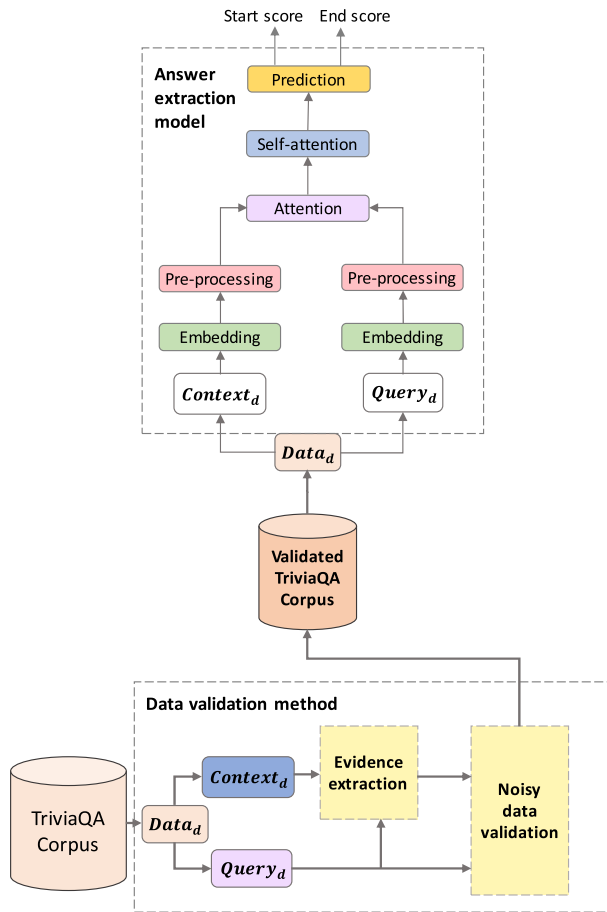 Start score
End score
Answer
extraction
model
Prediction
Self-attention
Attention
Pre-processing
Pre-processing
Embedding
Embedding
Context_d
Query_d
Data_d
Validated
TriviaQA
Corpus
Data validation method
Context_d
Evidence
extraction
Noisy
data
validation
TriviaQA
Corpus
Data_d
Query_d